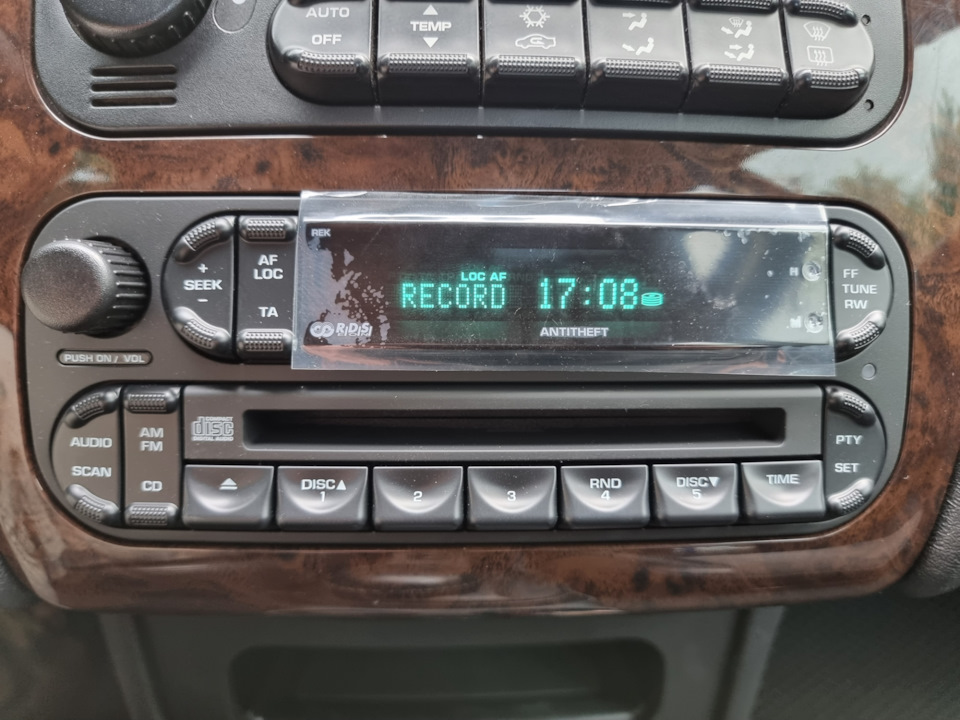 AUTO
OFF
TEMP
REK
LOC AF
RECORD 17:08
RDS
ANTITHEFT
AF
LOC
TA
+
SEEK
-
FF
TUNE
RW
PUSH ON / VOL
AUDIO
SCAN
AM
FM
CD
COMPACT
disc
DIGITAL AUDIO
DISC▲
1
2
3
RND
4
DISC▼
5
TIME
PTY
SET